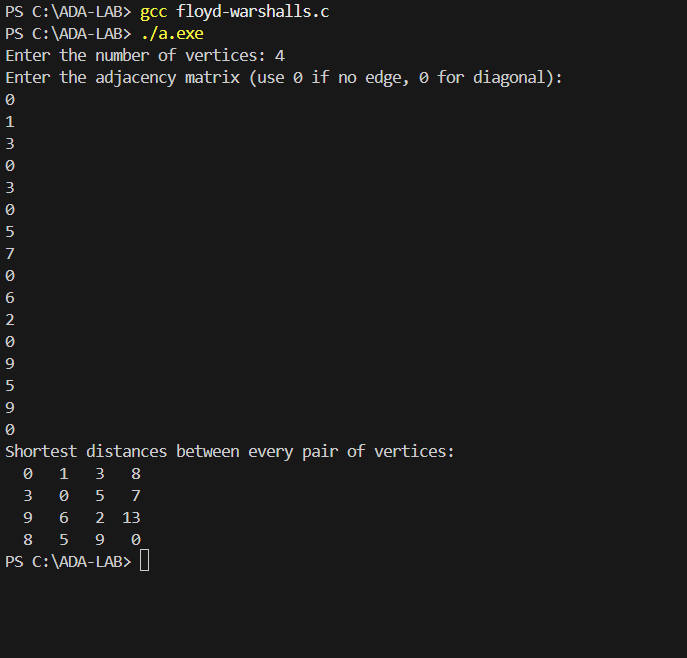 PS C:\ADA-LAB> gcc floyd-warshalls.c
PS C:\ADA-LAB> ./a.exe
Enter the number of vertices: 4
Enter the adjacency matrix (use 0 if no edge, 0 for diagonal):
0
1
3
0
3
0
5
7
0
6
2
0
9
5
9
0
Shortest distances between every pair of vertices:
  0   1   3   8
  3   0   5   7
  9   6   2  13
  8   5   9   0
PS C:\ADA-LAB>